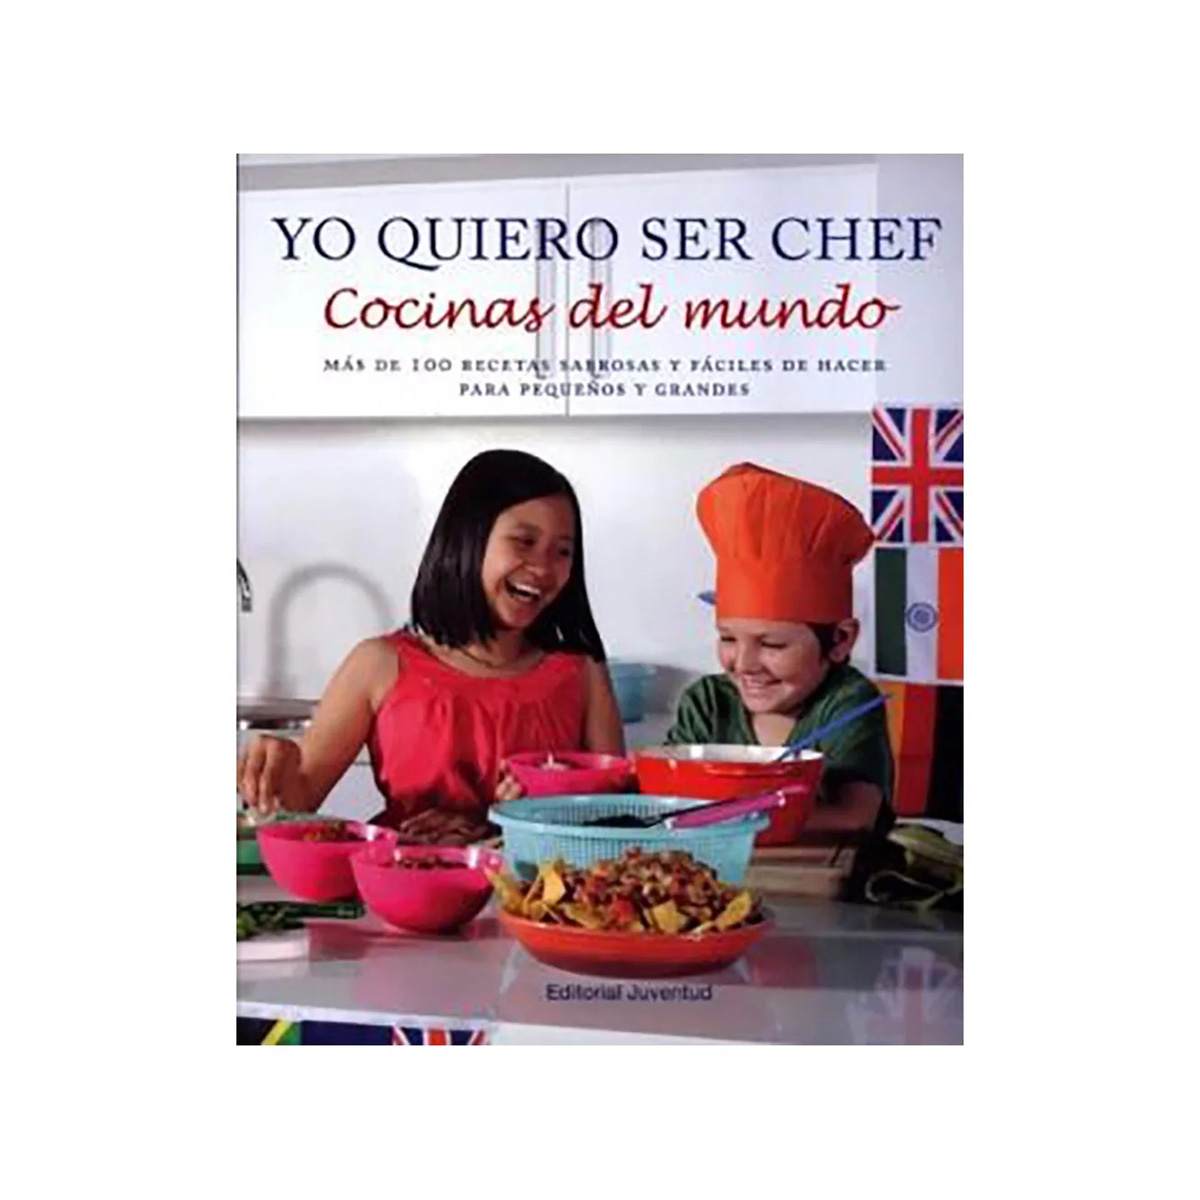 YO QUIERO SER CHEF
Cocinas del mundo
MÁS DE 100 RECETAS SABROSAS Y FÁCILES DE HACER
PARA PEQUEÑOS Y GRANDES
Editorial Juventud